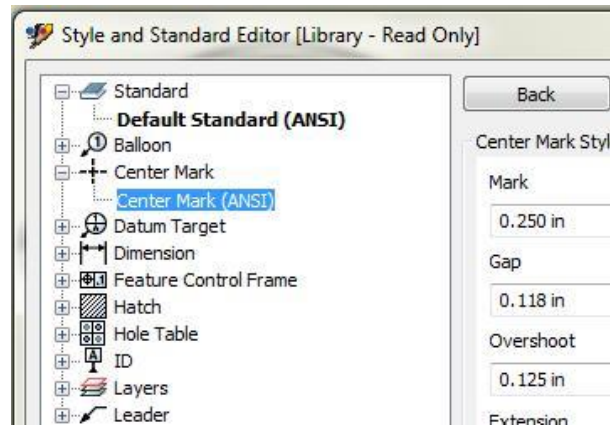 Style and Standard Editor [Library - Read Only]
Standard
Default Standard (ANSI)
Balloon
Center Mark
Center Mark (ANSI)
Datum Target
Dimension
Feature Control Frame
Hatch
Hole Table
ID
Layers
Leader
Back
Center Mark Styl
Mark
0.250 in
Gap
0.118 in
Overshoot
0.125 in
Extension